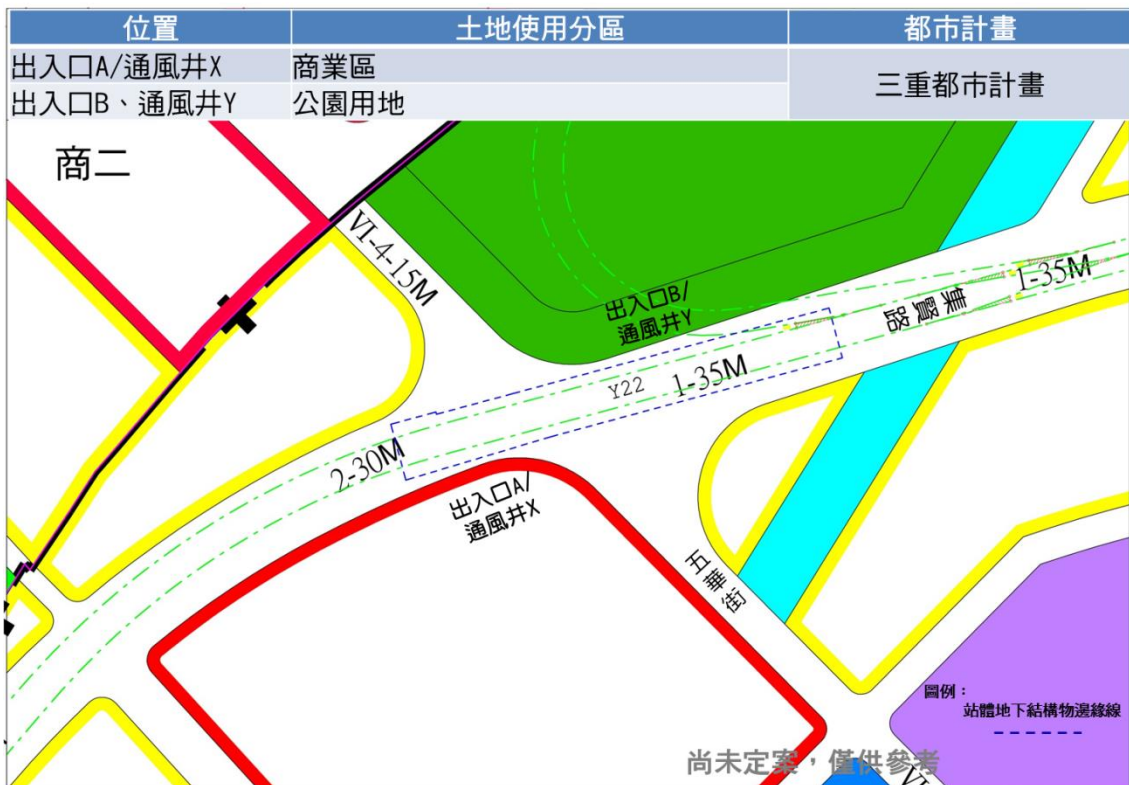 位置 土地使用分區 都市計畫
出入口A/通風井X 商業區 三重都市計畫
出入口B、通風井Y 公園用地
商二
VI-4-15M
出入口B/
通風井Y
集賢路
1-35M
Y22
1-35M
2-30M
出入口A/
通風井X
五華街
圖例：
站體地下結構物邊緣線
尚未定案，僅供參考